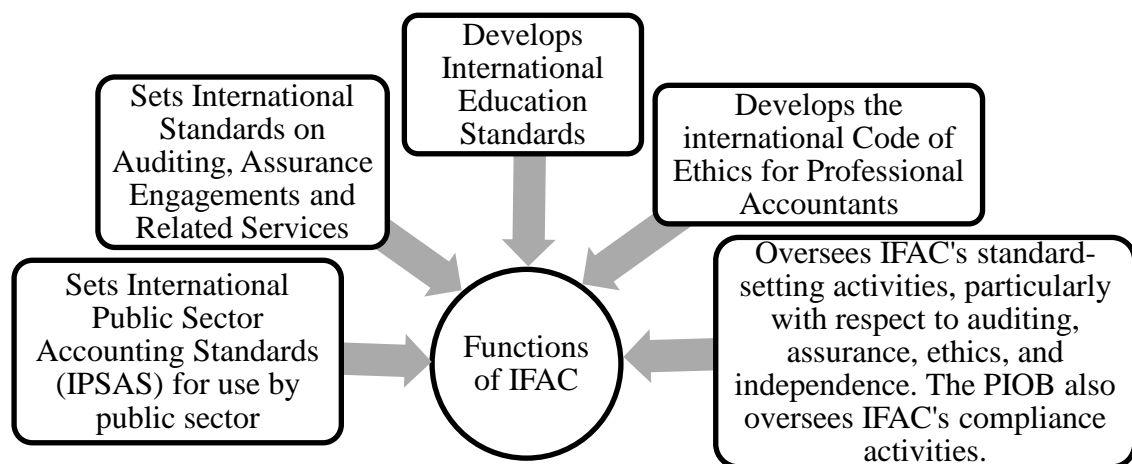 Sets International
Public Sector
Accounting Standards
(IPSAS) for use by
public sector
Sets International
Standards on
Auditing, Assurance
Engagements and
Related Services
Develops
International
Education
Standards
Develops the
international Code of
Ethics for Professional
Accountants
Oversees IFAC's standard-
setting activities, particularly
with respect to auditing,
assurance, ethics, and
independence. The PIOB also
oversees IFAC's compliance
activities.
Functions
of IFAC